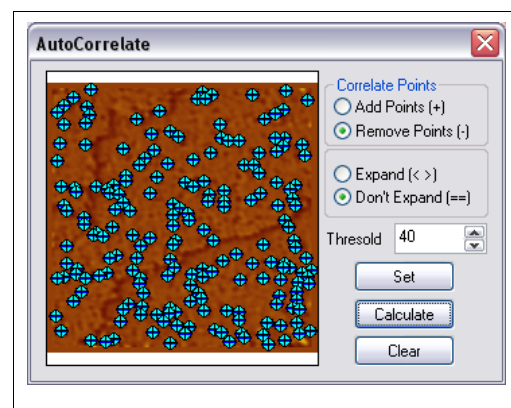 AutoCorrelate
Correlate Points
Add Points (+)
Remove Points (-)
Expand (< >)
Don't Expand (==)
Thresold 40
Set
Calculate
Clear